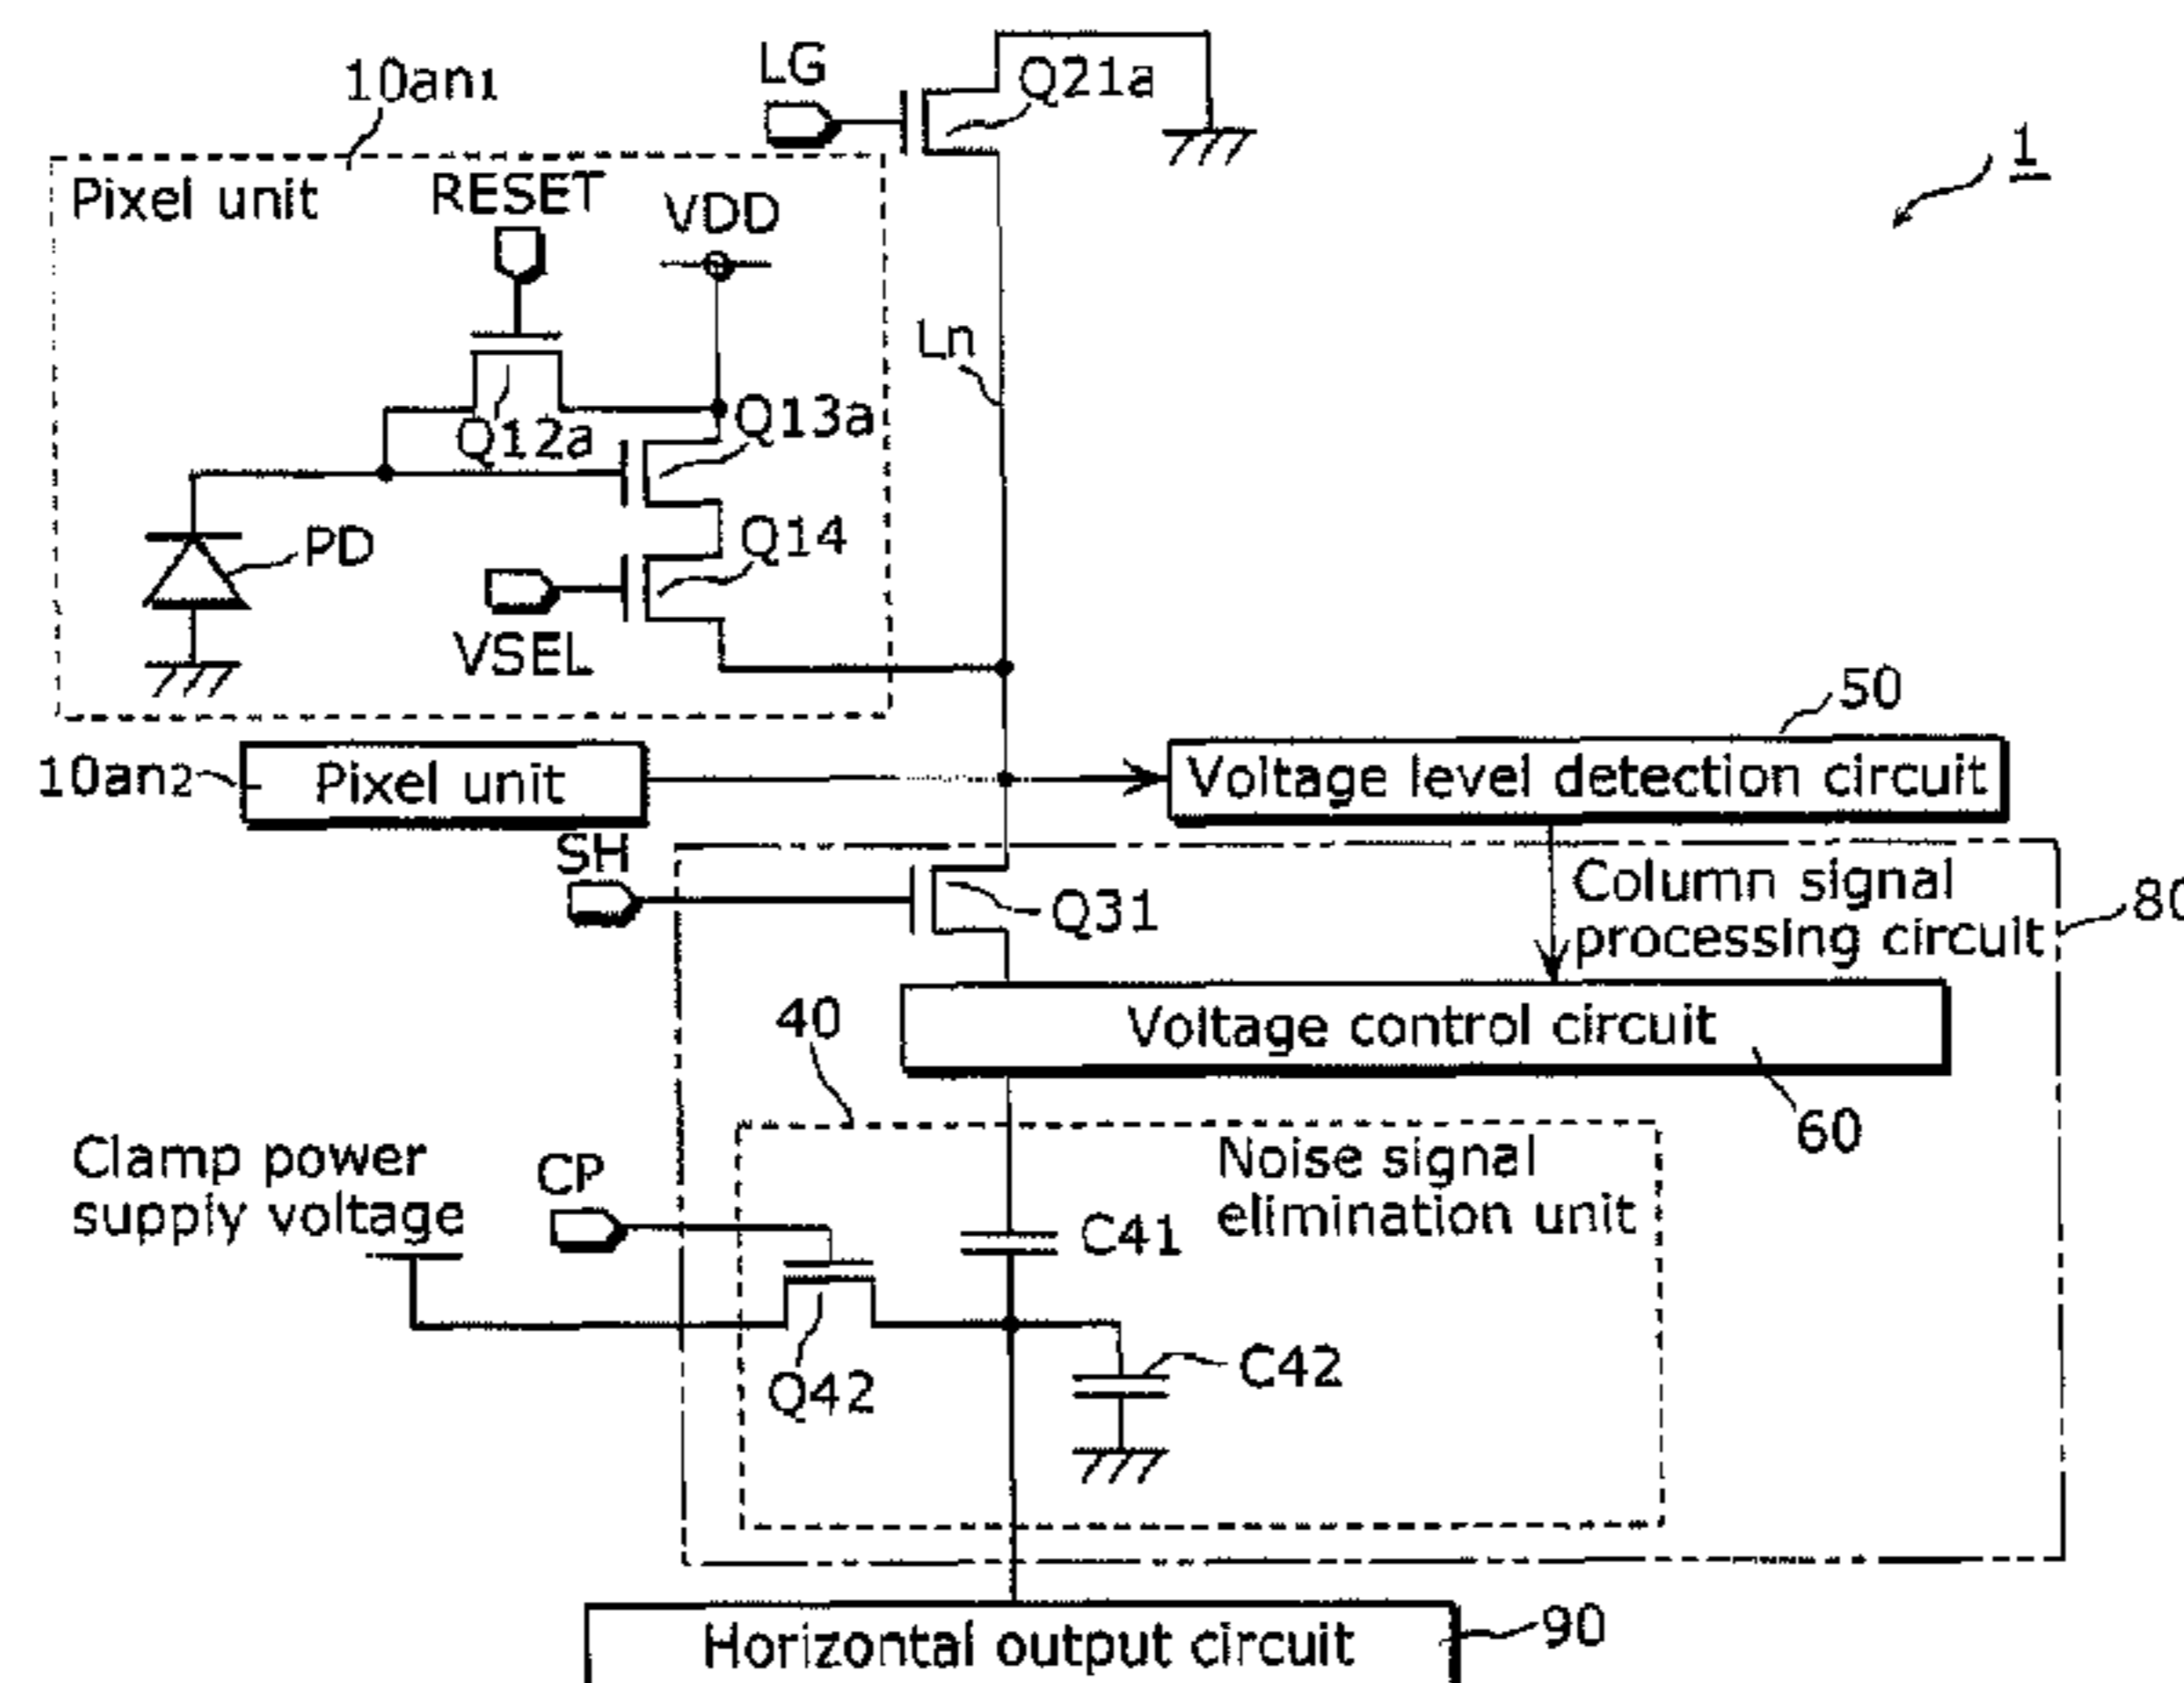 LG
Q21a
10an1
1
Pixel unit
RESET
VDD
Ln
Q12a
Q13a
PD
Q14
VSEL
50
10an2
Pixel unit
Voltage level detection circuit
SH
Q31
Column signal
processing circuit
80
40
Voltage control circuit
60
Clamp power
supply voltage
CP
Noise signal
elimination unit
C41
Q42
C42
Horizontal output circuit
90